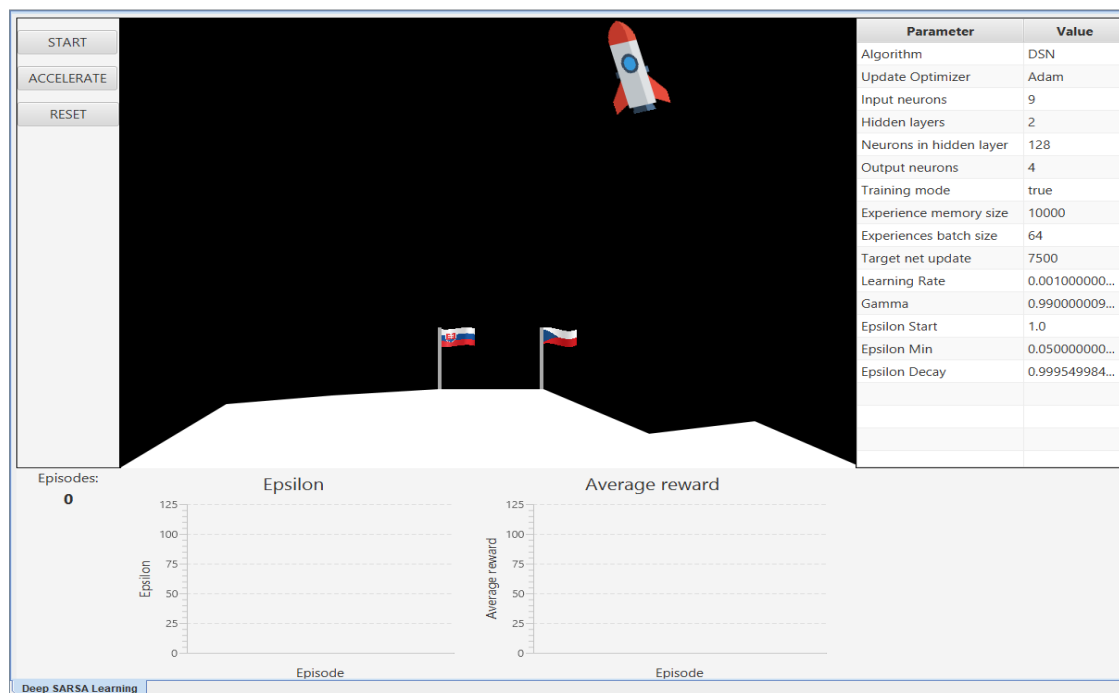 START
ACCELERATE
RESET
Parameter Value
Algorithm DSN
Update Optimizer Adam
Input neurons 9
Hidden layers 2
Neurons in hidden layer 128
Output neurons 4
Training mode true
Experience memory size 10000
Experiences batch size 64
Target net update 7500
Learning Rate 0.001000000...
Gamma 0.990000009...
Epsilon Start 1.0
Epsilon Min 0.050000000...
Epsilon Decay 0.999549984...
Episodes:
0
Epsilon
125
100
75
50
25
0
Epsilon
Episode
Average reward
125
100
75
50
25
0
Average reward
Episode
Deep SARSA Learning